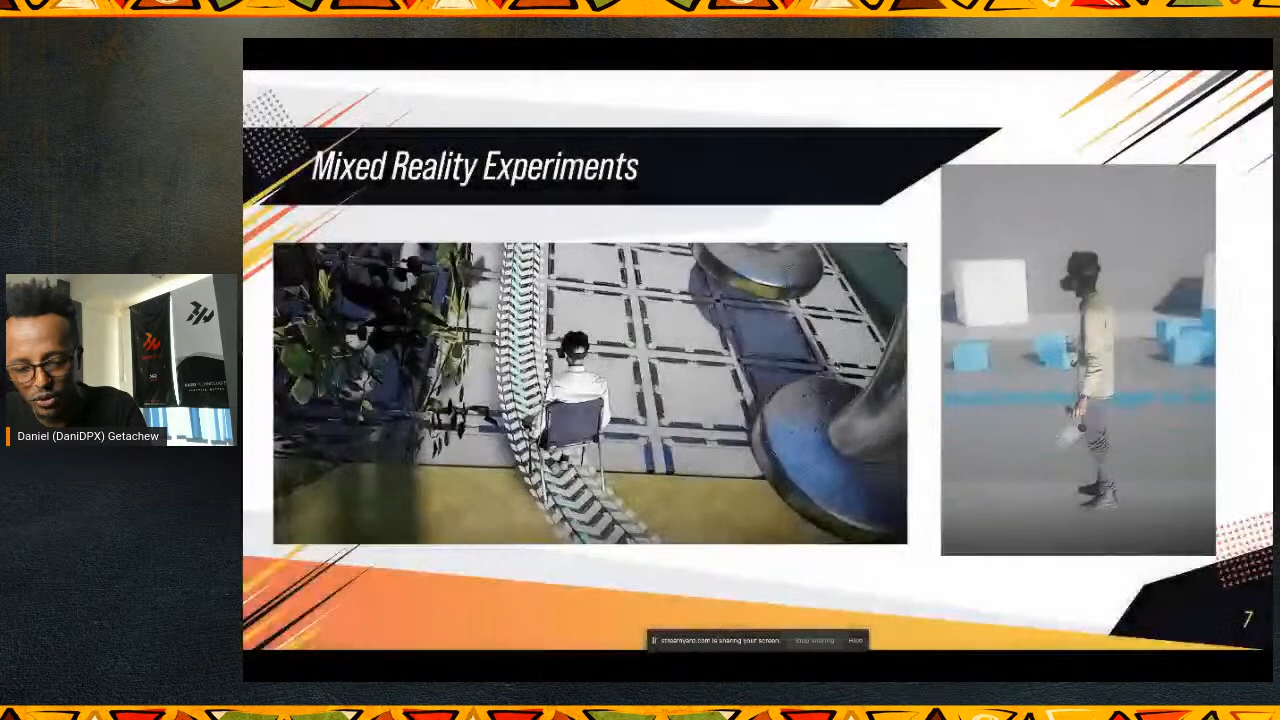 Mixed Reality Experiments
Daniel (DaniDPX) Getachew
streamyard.com is sharing your screen.
Stop sharing
Hide
7